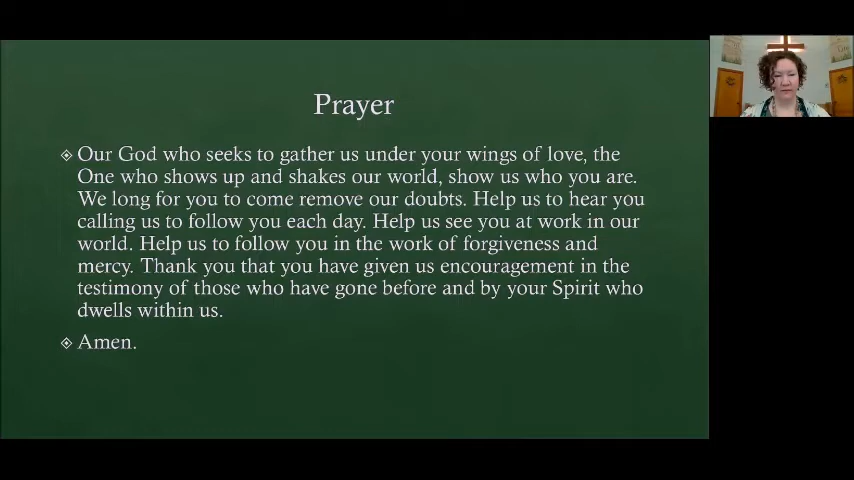 Prayer
Our God who seeks to gather us under your wings of love, the
One who shows up and shakes our world, show us who you are.
We long for you to come remove our doubts. Help us to hear you
calling us to follow you each day. Help us see you at work in our
world. Help us to follow you in the work of forgiveness and
mercy. Thank you that you have given us encouragement in the
testimony of those who have gone before and by your Spirit who
dwells within us.
Amen.